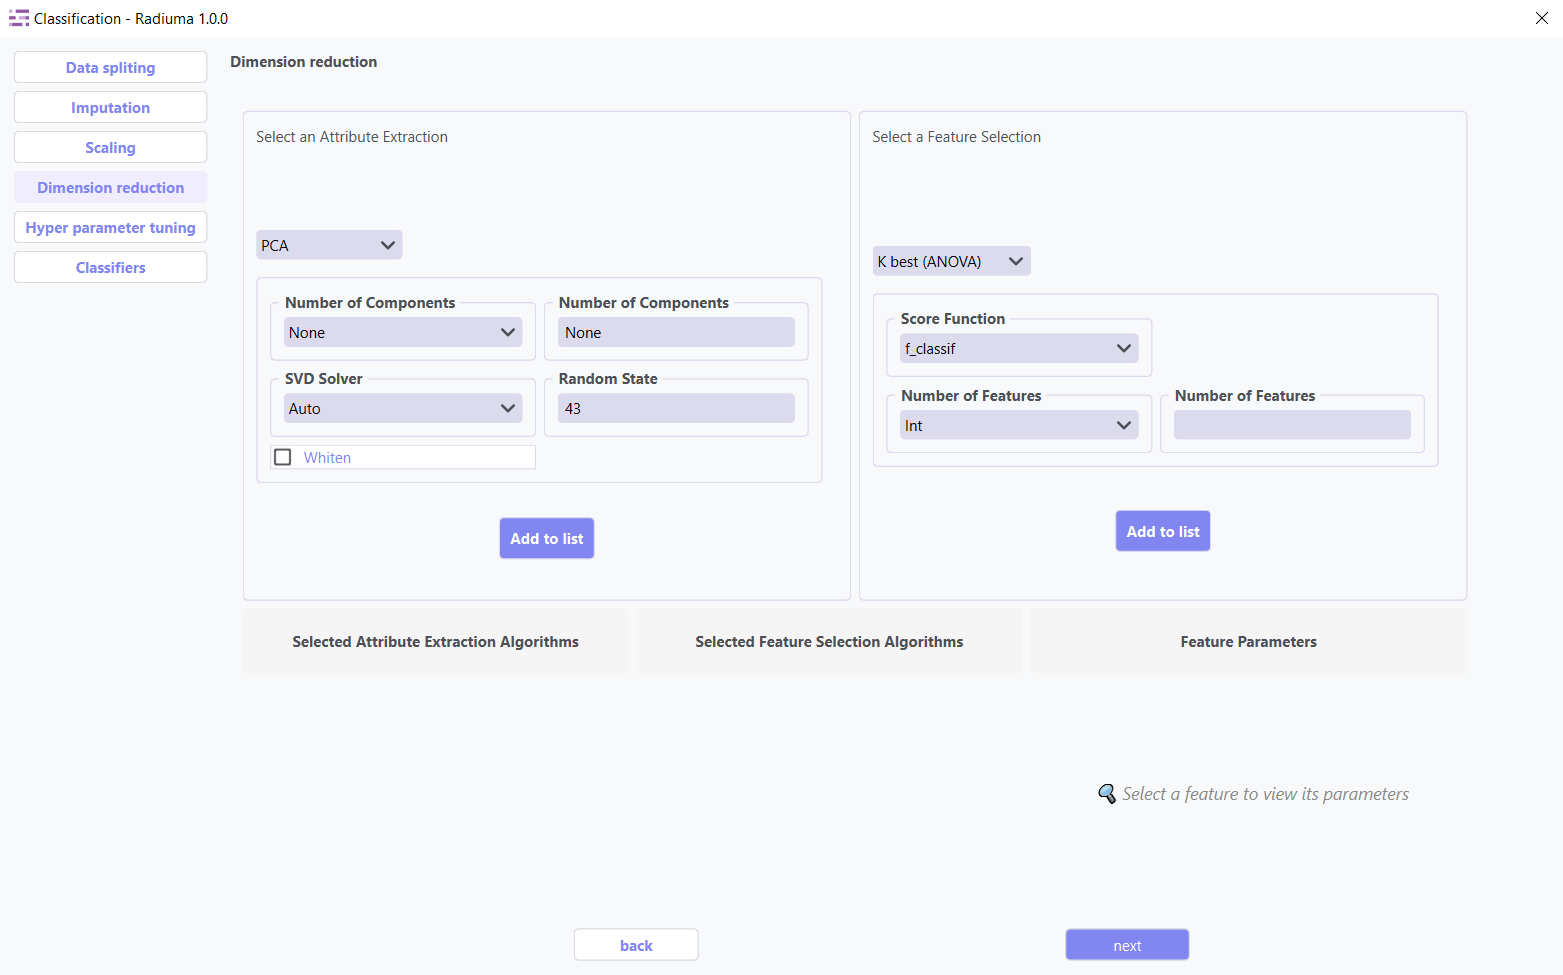 Classification - Radiuma 1.0.0
Data spliting
Imputation
Scaling
Dimension reduction
Hyper parameter tuning
Classifiers
Dimension reduction
Select an Attribute Extraction
PCA
Number of Components
None
Number of Components
None
SVD Solver
Auto
Random State
43
Whiten
Add to list
Select a Feature Selection
K best (ANOVA)
Score Function
f_classif
Number of Features
Int
Number of Features
Add to list
Selected Attribute Extraction Algorithms
Selected Feature Selection Algorithms
Feature Parameters
Select a feature to view its parameters
back
next